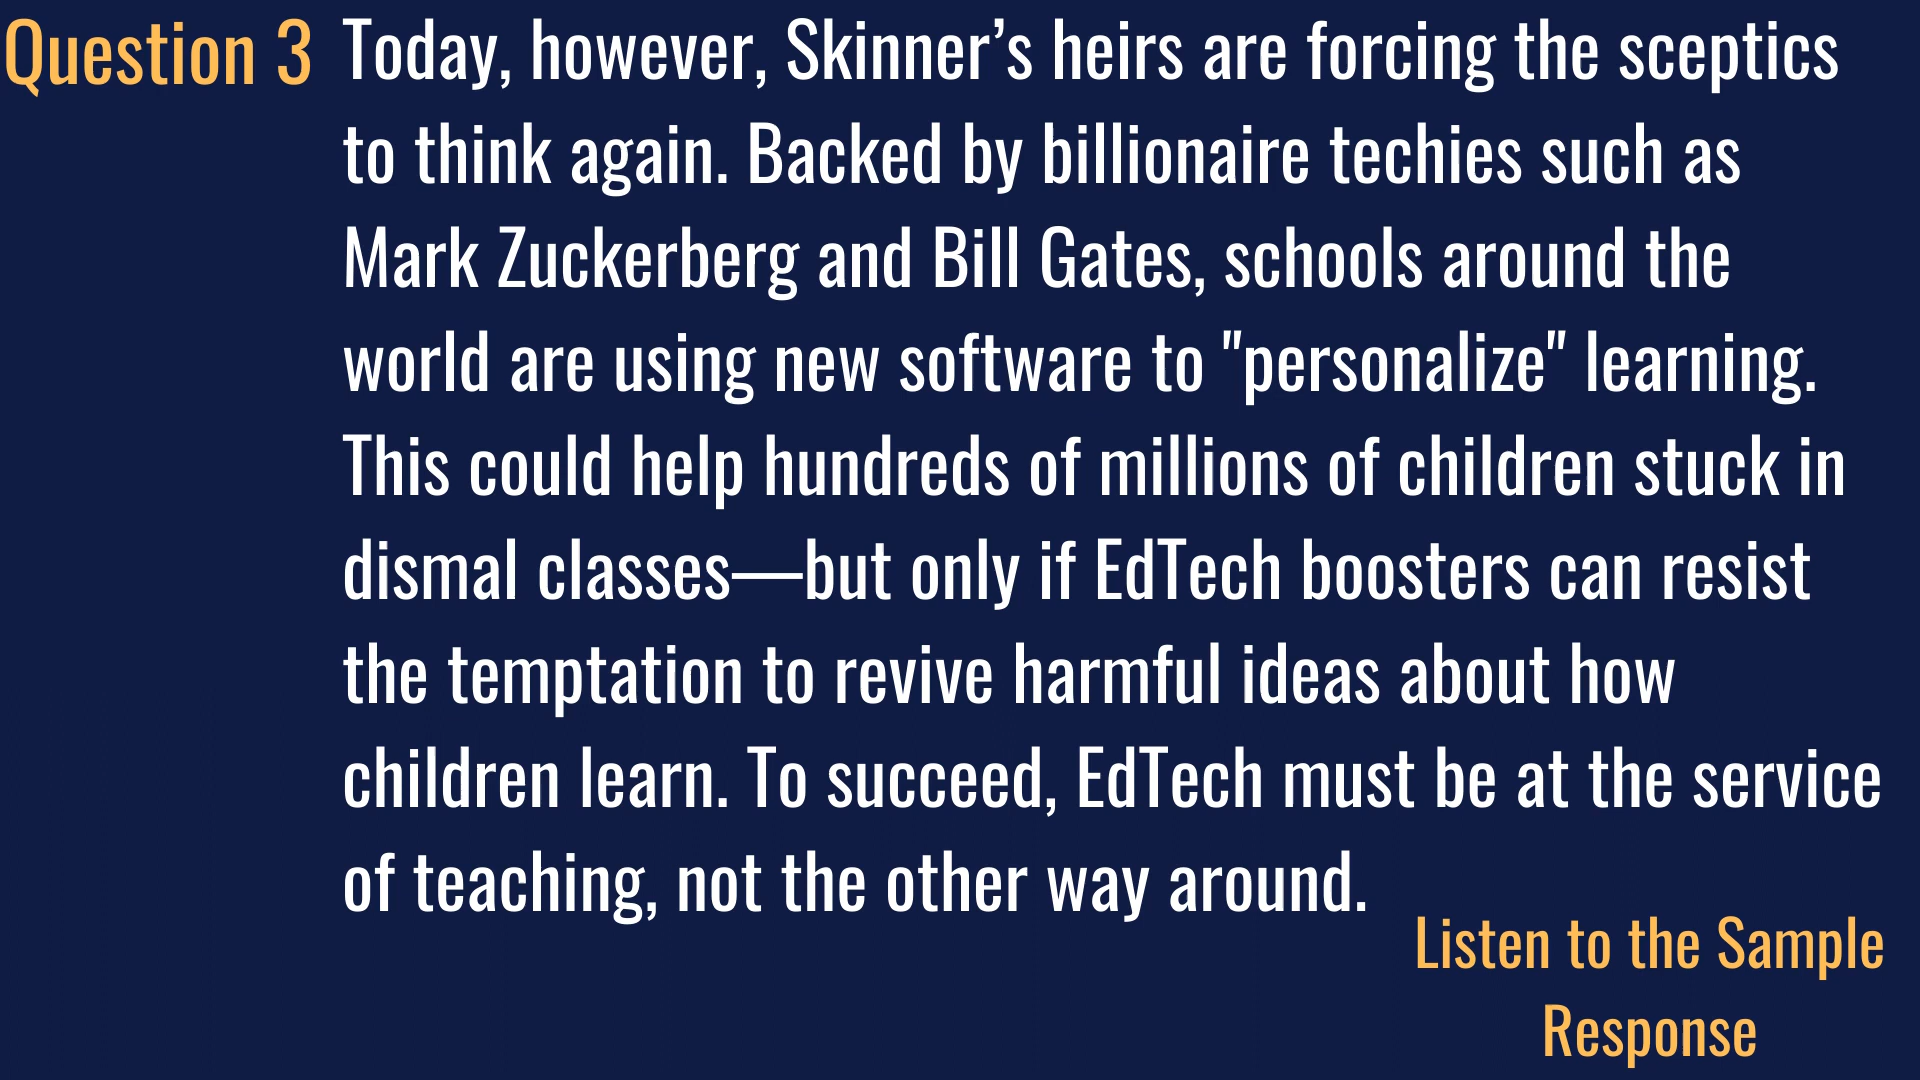 Question 3
Today, however, Skinner’s heirs are forcing the sceptics
to think again. Backed by billionaire techies such as
Mark Zuckerberg and Bill Gates, schools around the
world are using new software to "personalize" learning.
This could help hundreds of millions of children stuck in
dismal classes—but only if EdTech boosters can resist
the temptation to revive harmful ideas about how
children learn. To succeed, EdTech must be at the service
of teaching, not the other way around.
Listen to the Sample
Response